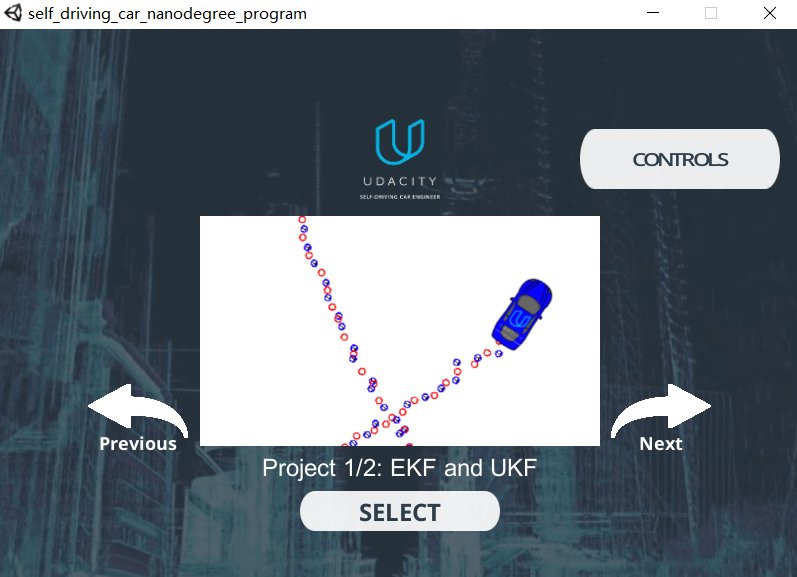 self_driving_car_nanodegree_program
UDACITY
SELF-DRIVING CAR ENGINEER
CONTROLS
Previous
Next
Project 1/2: EKF and UKF
SELECT